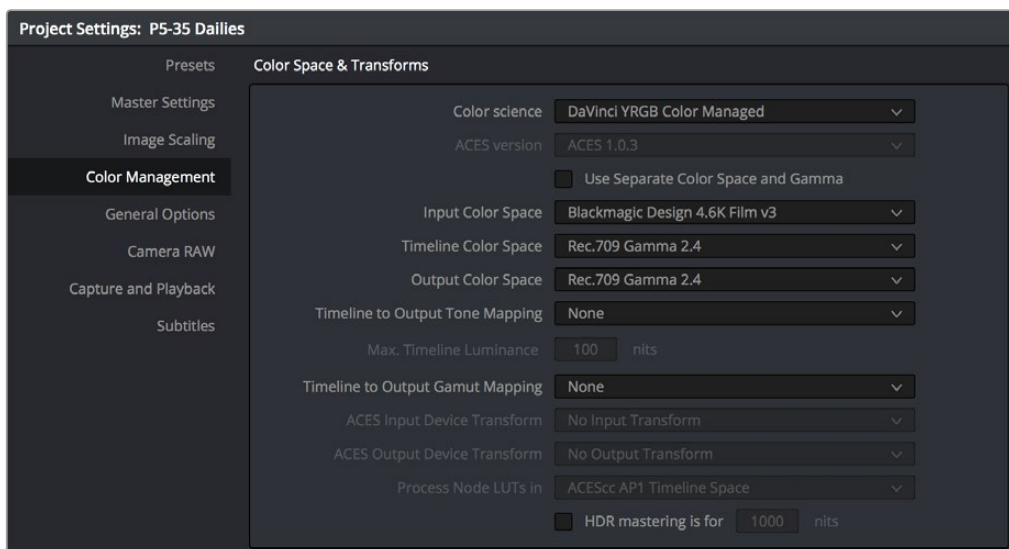 Project Settings: P5-35 Dailies
Presets
Master Settings
Image Scaling
Color Management
General Options
Camera RAW
Capture and Playback
Subtitles
Color Space & Transforms
Color science DaVinci YRGB Color Managed
ACES version ACES 1.0.3
Use Separate Color Space and Gamma
Input Color Space Blackmagic Design 4.6K Film v3
Timeline Color Space Rec.709 Gamma 2.4
Output Color Space Rec.709 Gamma 2.4
Timeline to Output Tone Mapping None
Max. Timeline Luminance 100 nits
Timeline to Output Gamut Mapping None
ACES Input Device Transform No Input Transform
ACES Output Device Transform No Output Transform
Process Node LUTs in ACEScc AP1 Timeline Space
HDR mastering is for 1000 nits